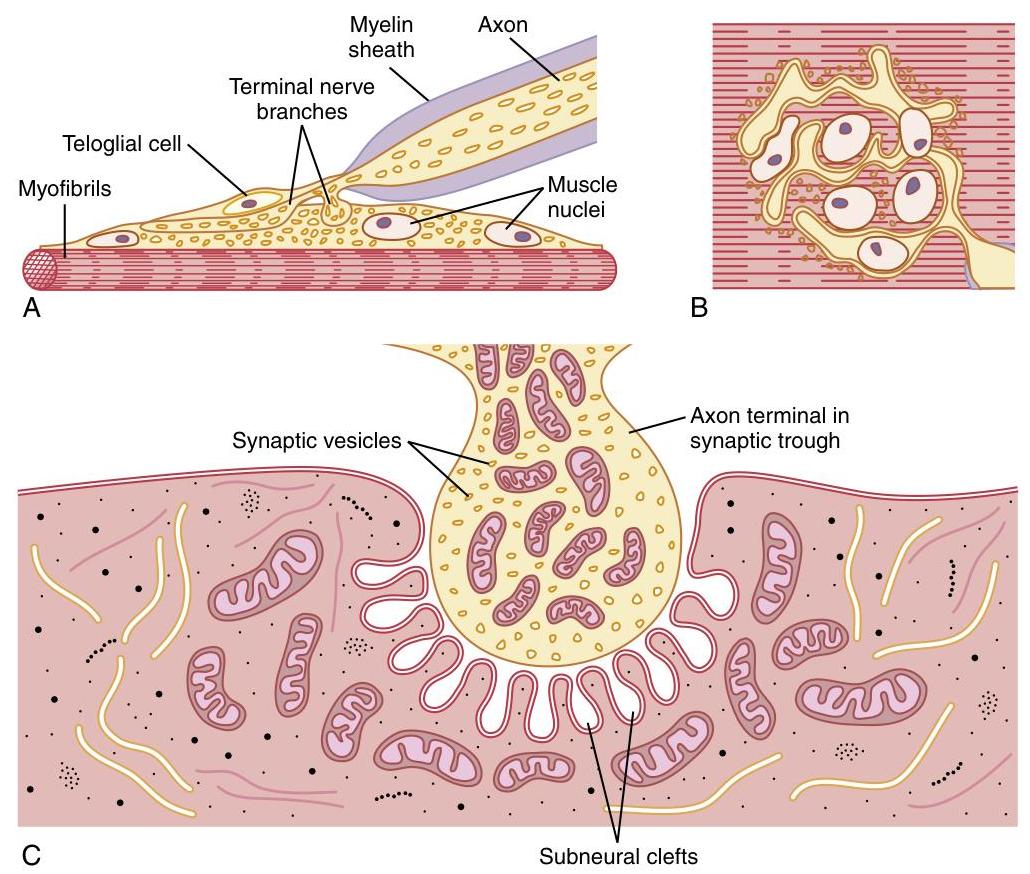 Myelin
sheath
Axon
Terminal nerve
branches
Teloglial cell
Myofibrils
Muscle
nuclei
A
B
Synaptic vesicles
Axon terminal in
synaptic trough
C
Subneural clefts